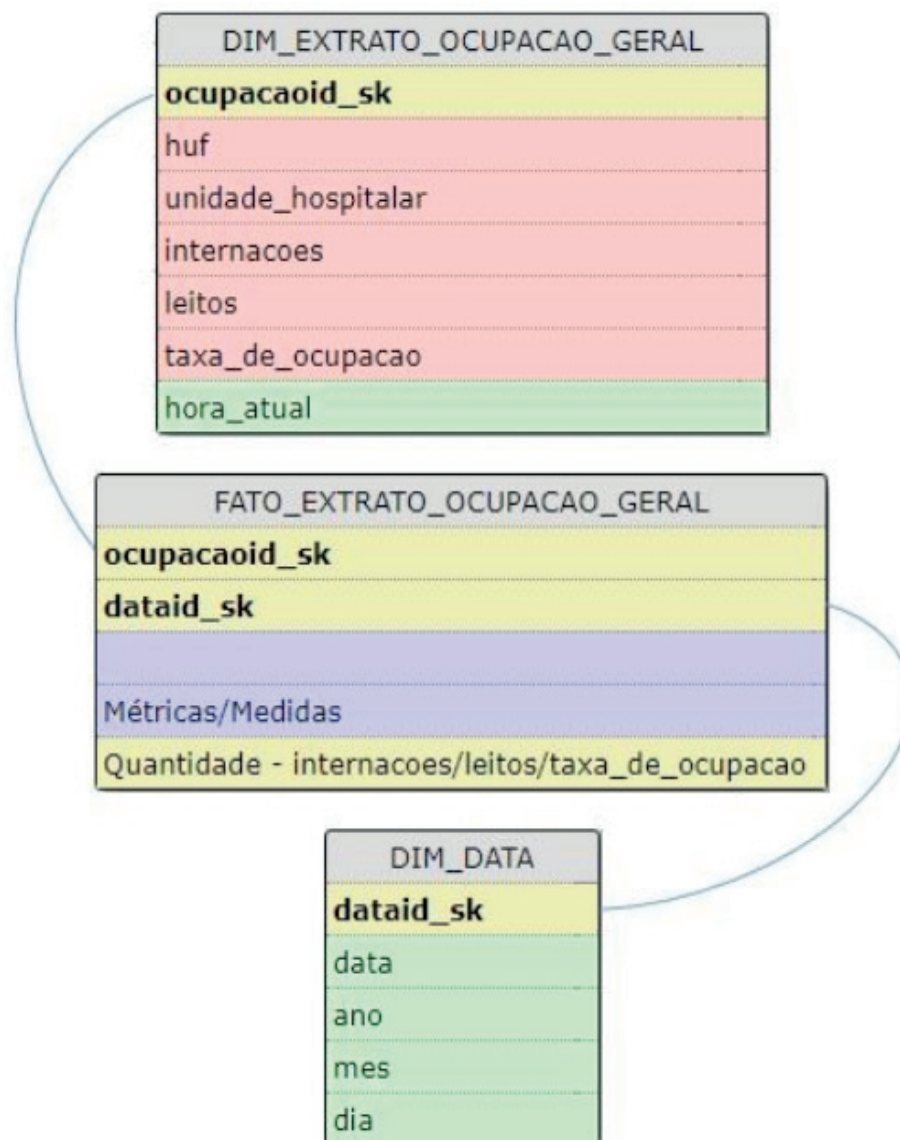 DIM_EXTRATO_OCUPACAO_GERAL
ocupacaoid_sk
huf
unidade_hospitalar
internacoes
leitos
taxa_de_ocupacao
hora_atual
FATO_EXTRATO_OCUPACAO_GERAL
ocupacaoid_sk
dataid_sk
Métricas/Medidas
Quantidade - internacoes/leitos/taxa_de_ocupacao
DIM_DATA
dataid_sk
data
ano
mes
dia